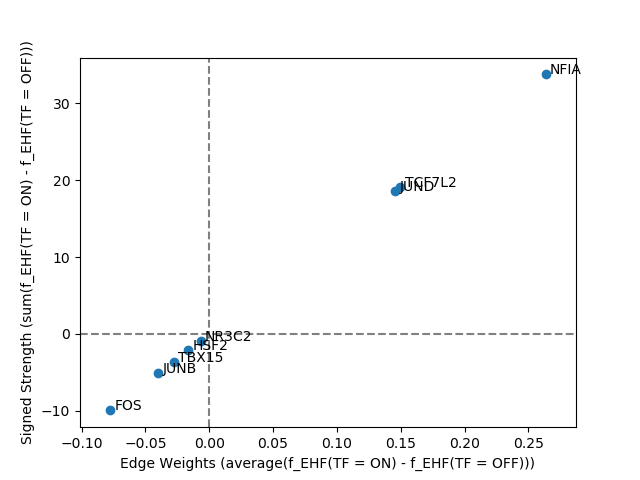 Signed Strength (sum(f_EHF(TF = ON) - f_EHF(TF = OFF)))
30
20
10
0
−10
NFIA
TCF7L2
JUND
NR3C2
HSF2
TBX15
JUNB
FOS
−0.10 −0.05 0.00 0.05 0.10 0.15 0.20 0.25
Edge Weights (average(f_EHF(TF = ON) - f_EHF(TF = OFF)))